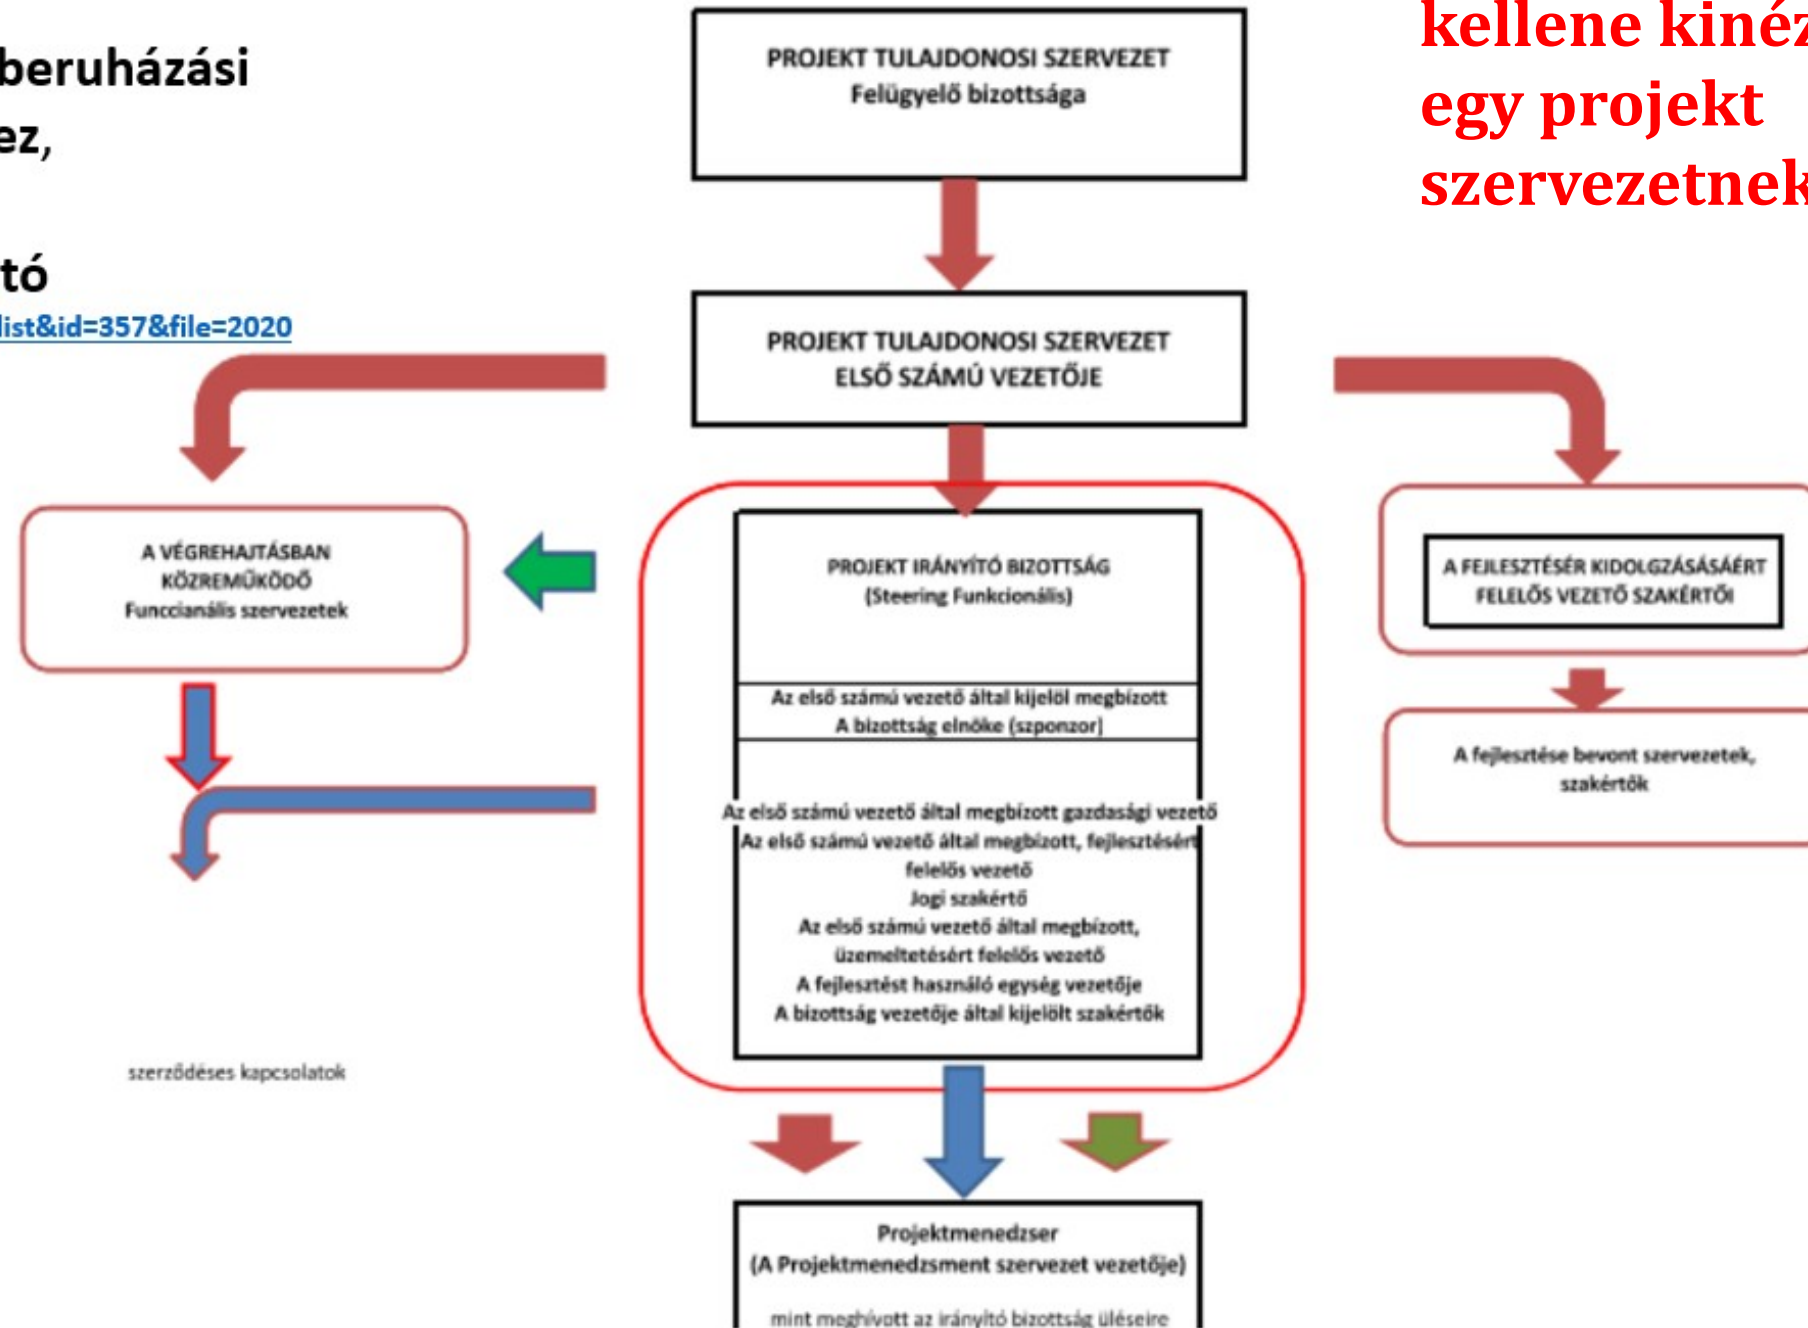 beruházási
ez,
tó
list&id=357&file=2020
kellene kinéz
egy projekt
szervezetnek
PROJEKT TULAJDONOSI SZERVEZET
Felügyelő bizottsága
PROJEKT TULAJDONOSI SZERVEZET
ELSŐ SZÁMÚ VEZETŐJE
A VÉGREHAJTÁSBAN
KÖZREMŰKÖDŐ
Funccianális szervezetek
szerződéses kapcsolatok
PROJEKT IRÁNYÍTÓ BIZOTTSÁG
(Steering Funkcionális)
Az első számú vezető által kijelöl megbízott
A bizottság elnöke (szponzor]
Az első számú vezető által megbízott gazdasági vezető
Az első számú vezető által megbízott, fejlesztésért
felelős vezető
Jogi szakértő
Az első számú vezető által megbízott,
üzemeltetésért felelős vezető
A fejlesztést használó egység vezetője
A bizottság vezetője által kijelölt szakértők
A FEJLESZTÉSÉR KIDOLGZÁSÁSÁÉRT
FELELŐS VEZETŐ SZAKÉRTŐI
A fejlesztése bevont szervezetek,
szakértők
Projektmenedzser
(A Projektmenedzsment szervezet vezetője)
mint meghívott az irányító bizottság üléseire